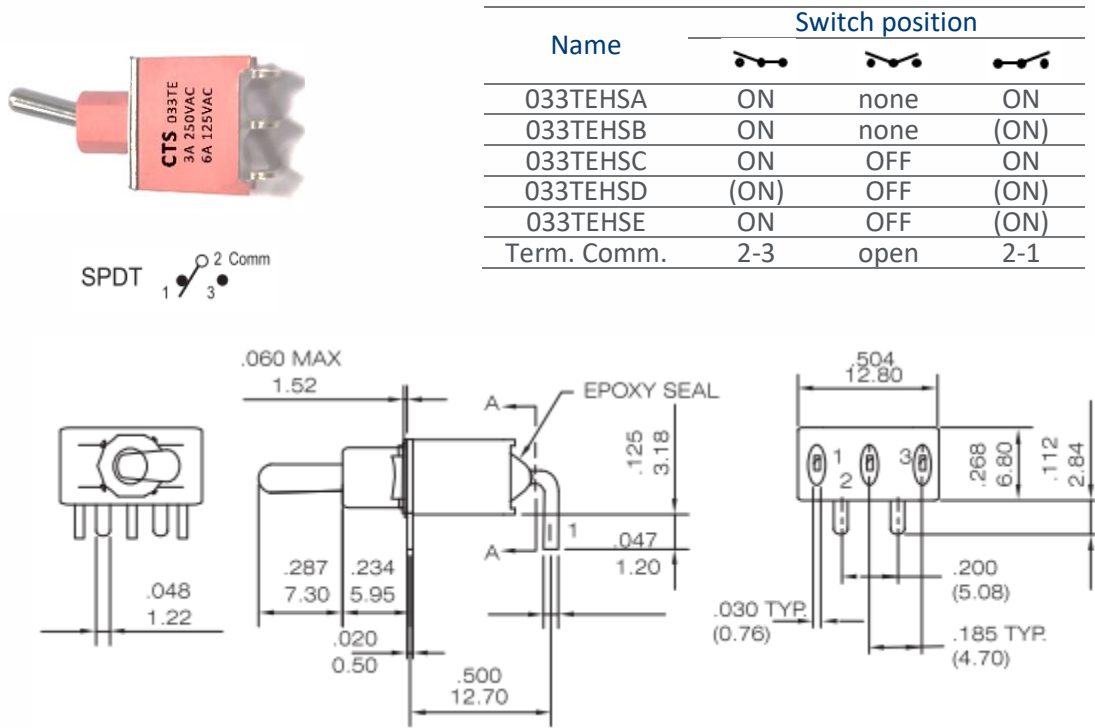 CTS 033TE
3A 250VAC
6A 125VAC
SPDT
2 Comm
1
3
Name Switch position
033TEHSA ON none ON
033TEHSB ON none (ON)
033TEHSC ON OFF ON
033TEHSD (ON) OFF (ON)
033TEHSE ON OFF (ON)
Term. Comm. 2-3 open 2-1
.048
1.22
.060 MAX
1.52
A
EPOXY SEAL
.125
3.18
1
A
.047
1.20
.287
7.30
.234
5.95
.020
0.50
.500
12.70
.504
12.80
1
2
3
.268
6.80
.112
2.84
.200
(5.08)
.030 TYP.
(0.76)
.185 TYP.
(4.70)